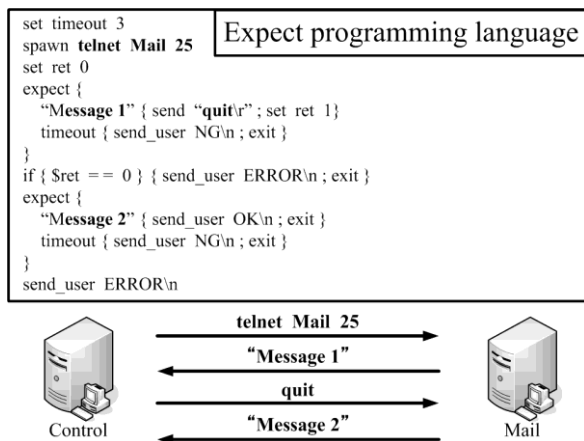 set timeout 3
Expect programming language
spawn telnet Mail 25
set ret 0
expect {
“Message 1” { send “quit\r” ; set ret 1}
timeout { send_user NG\n ; exit }
}
if { $ret == 0 } { send_user ERROR\n ; exit }
expect {
“Message 2” { send_user OK\n ; exit }
timeout { send_user NG\n ; exit }
}
send_user ERROR\n
telnet Mail 25
“Message 1”
quit
“Message 2”
Control
Mail